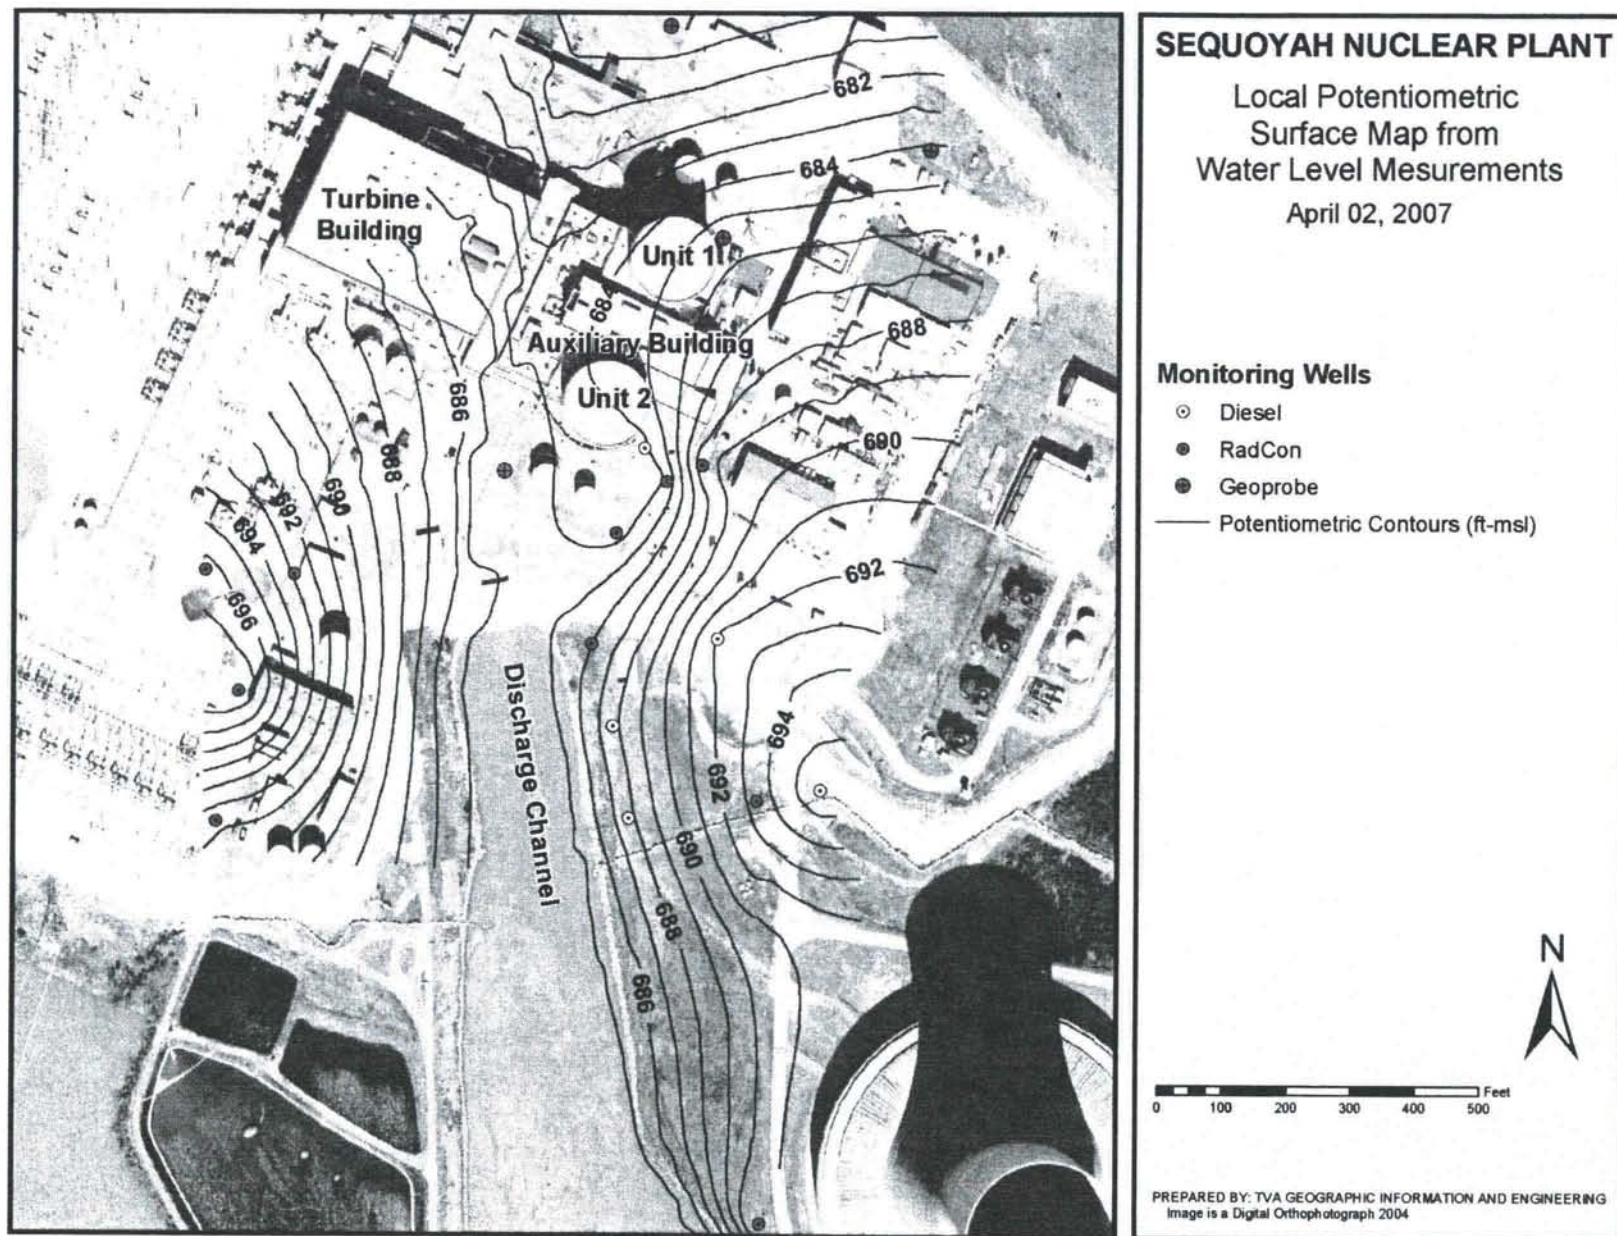 SEQUOYAH NUCLEAR PLANT
Local Potentiometric
Surface Map from
Water Level Mesurements
April 02, 2007
Monitoring Wells
Diesel
RadCon
Geoprobe
Potentiometric Contours (ft-msl)
N
Feet
0 100 200 300 400 500
PREPARED BY: TVA GEOGRAPHIC INFORMATION AND ENGINEERING
Image is a Digital Orthophotograph 2004
682
684
Turbine
Building
Unit 1
684
688
Auxiliary Building
Unit 2
686
690
688
690
692
694
692
696
Discharge Channel
694
692
690
688
686